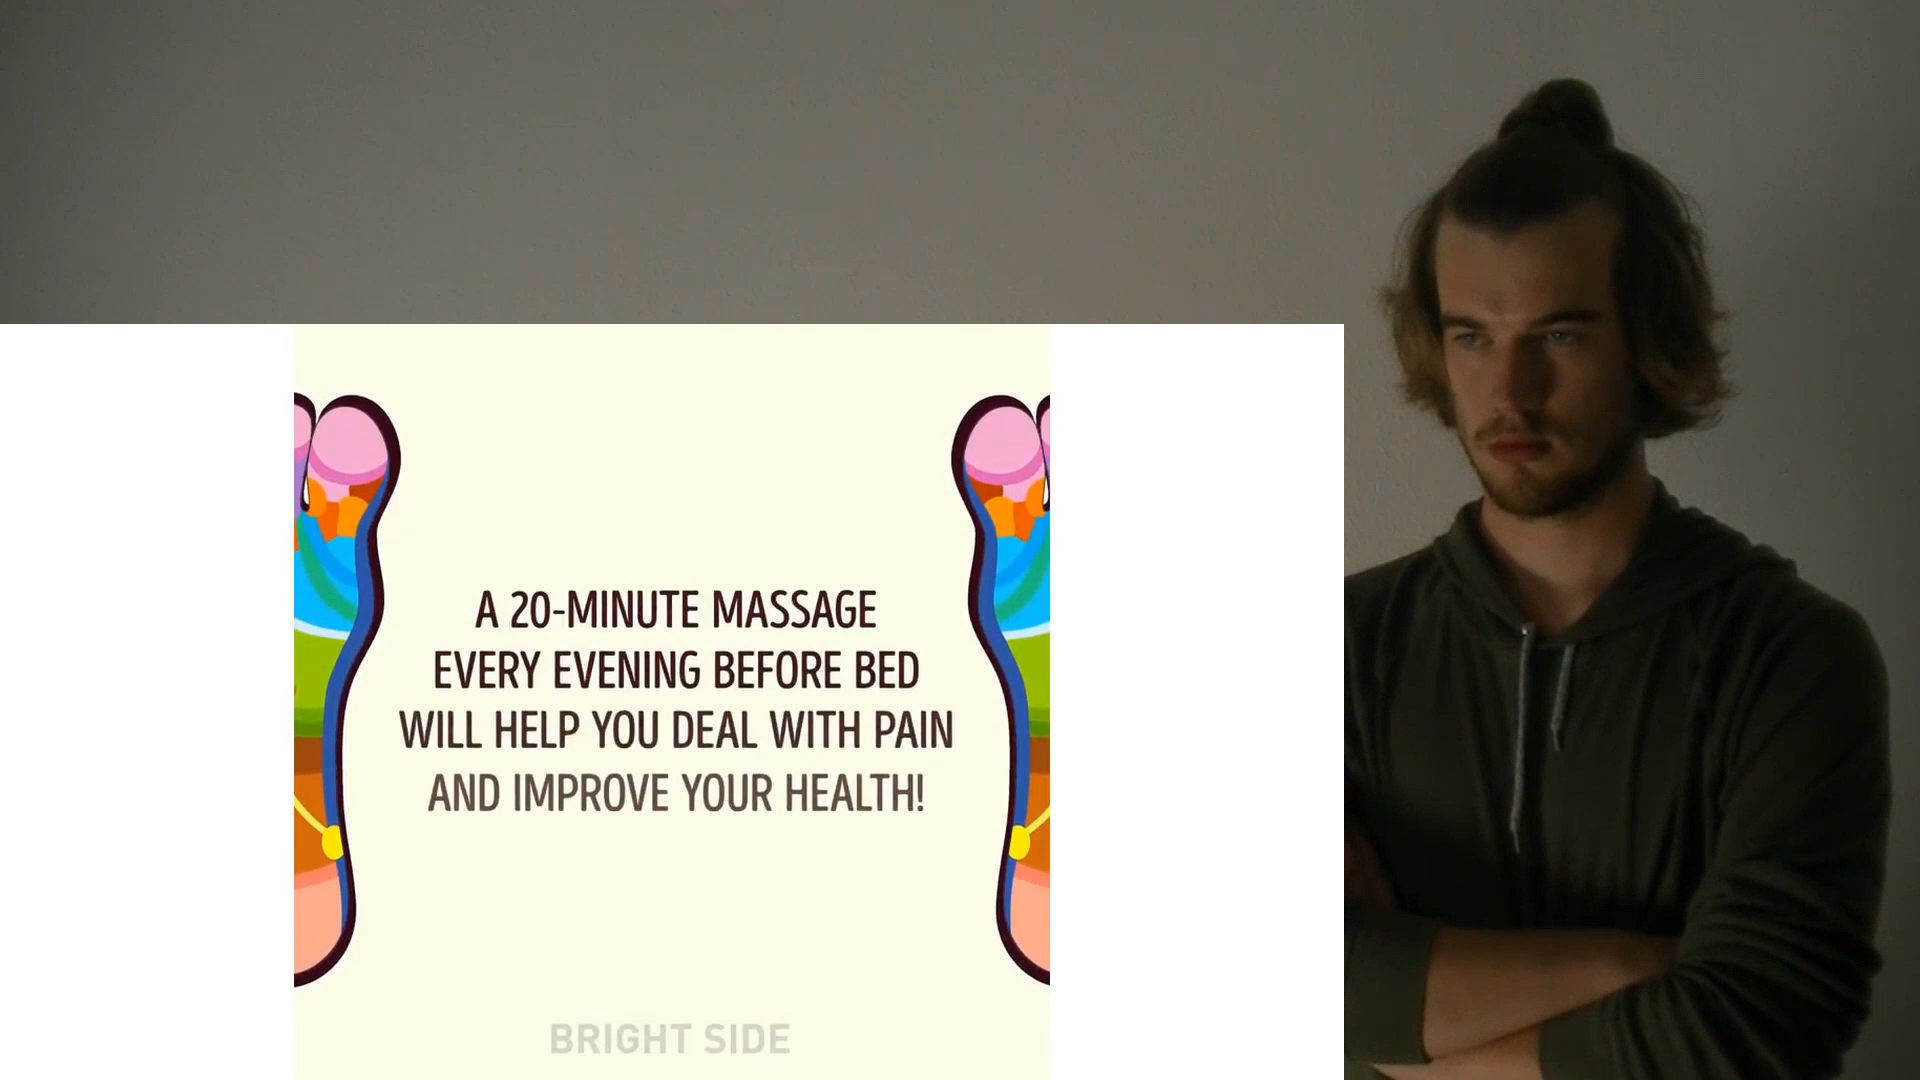 A 20-MINUTE MASSAGE
EVERY EVENING BEFORE BED
WILL HELP YOU DEAL WITH PAIN
AND IMPROVE YOUR HEALTH!
BRIGHT SIDE